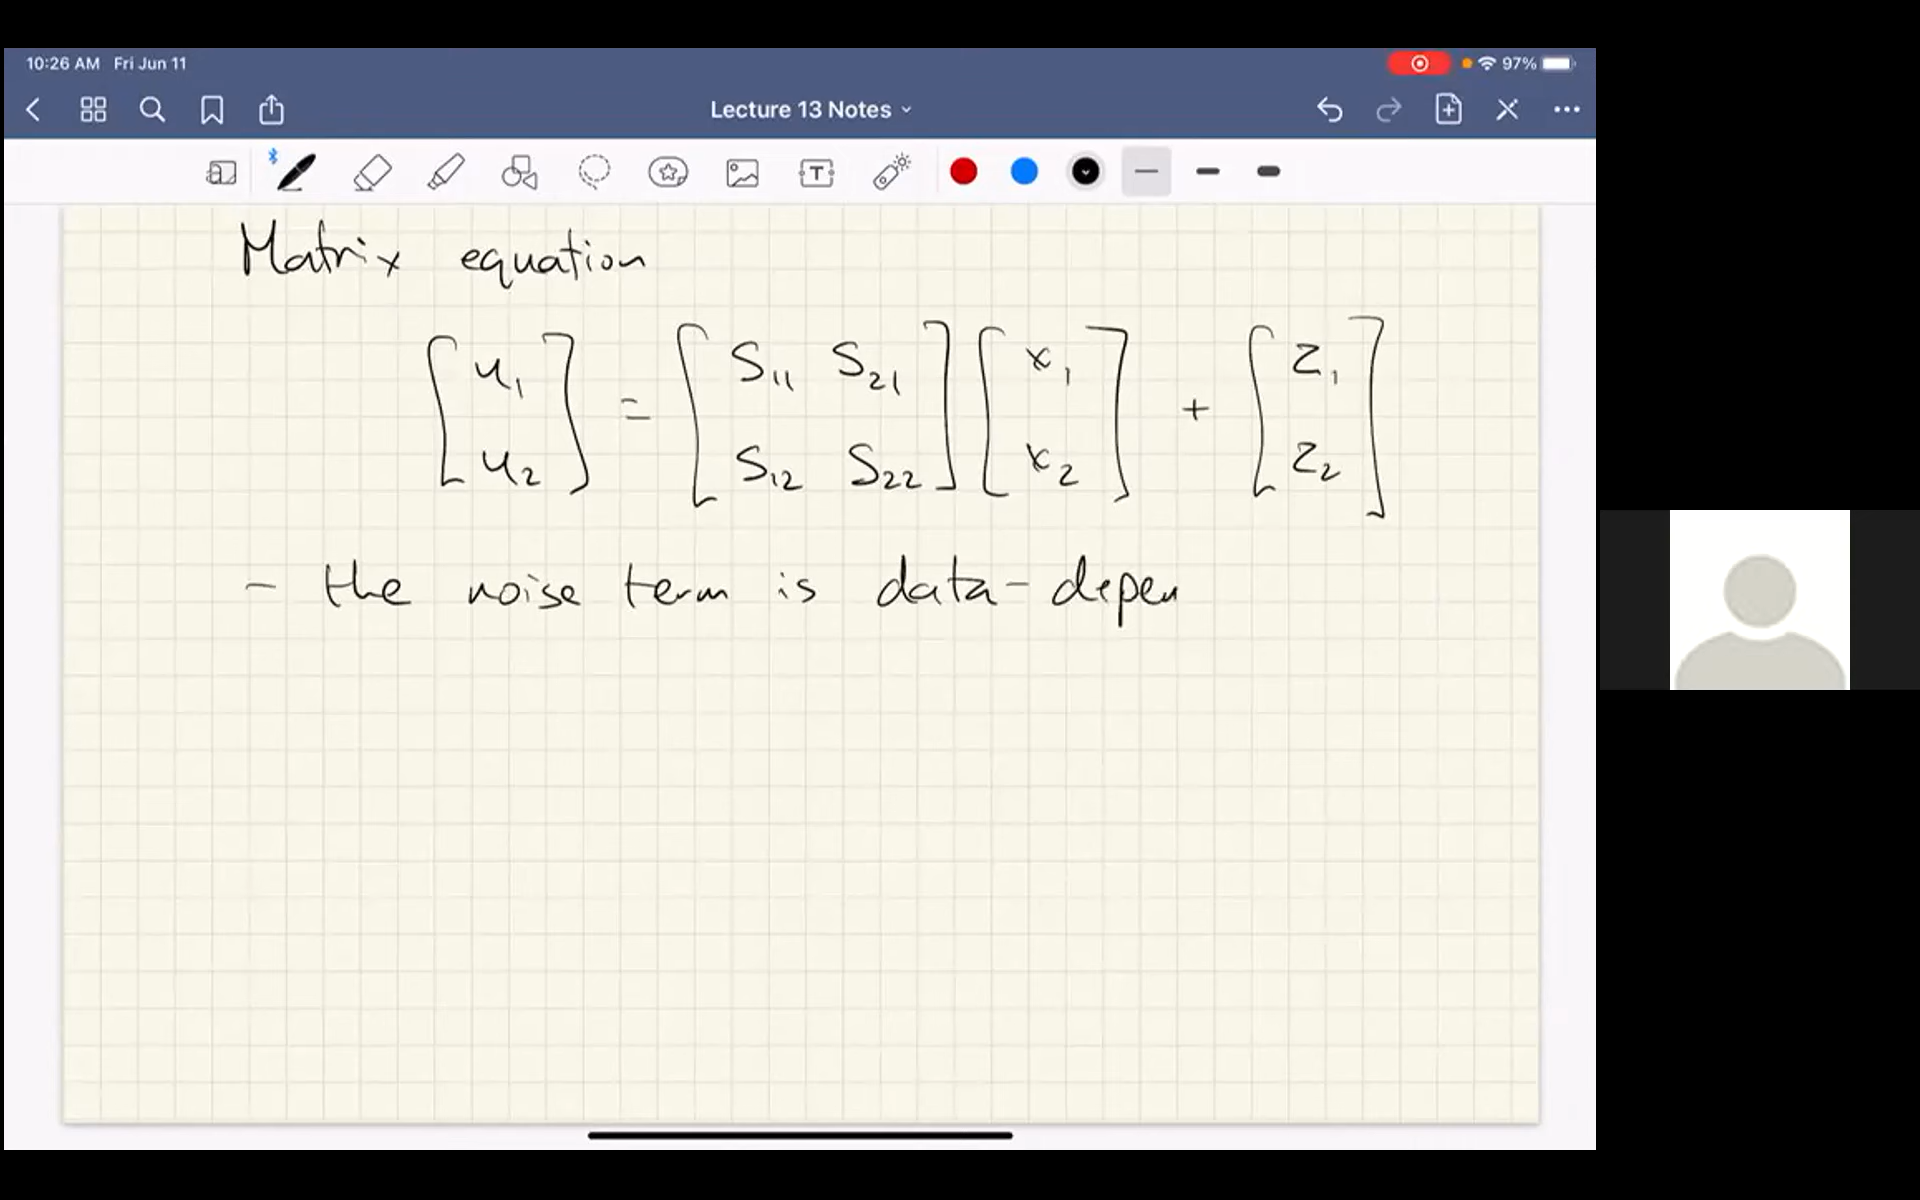 10:26 AM Fri Jun 11 97%
Lecture 13 Notes
T
Matrix equation
[u₁ u₂] = [S₁₁ S₂₁ S₁₂ S₂₂] [x₁ x₂] + [z₁ z₂]
- the noise term is data-depen